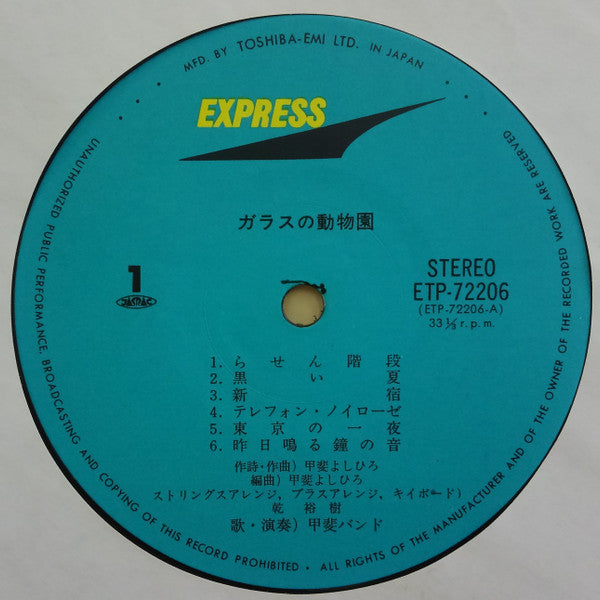 MFD. BY TOSHIBA-EMI LTD. IN JAPAN
EXPRESS
ガラスの動物園
1
JASRAC
STEREO
ETP-72206
(ETP-72206-A)
33 1/3 r.p.m.
1. らせん階段
2. 黒い夏
3. 新宿
4. テレフォン・ノイローゼ
5. 東京の一夜
6. 昨日鳴る鐘の音
作詩・作曲) 甲斐よしひろ
編曲) 甲斐よしひろ
ストリングスアレンジ、ブラスアレンジ、キイボード)
乾裕樹
歌・演奏) 甲斐バンド
UNAUTHORIZED PUBLIC PERFORMANCE, BROADCASTING AND COPYING OF THIS RECORD PROHIBITED • ALL RIGHTS OF THE MANUFACTURER AND OF THE OWNER OF THE RECORDED WORK ARE RESERVED